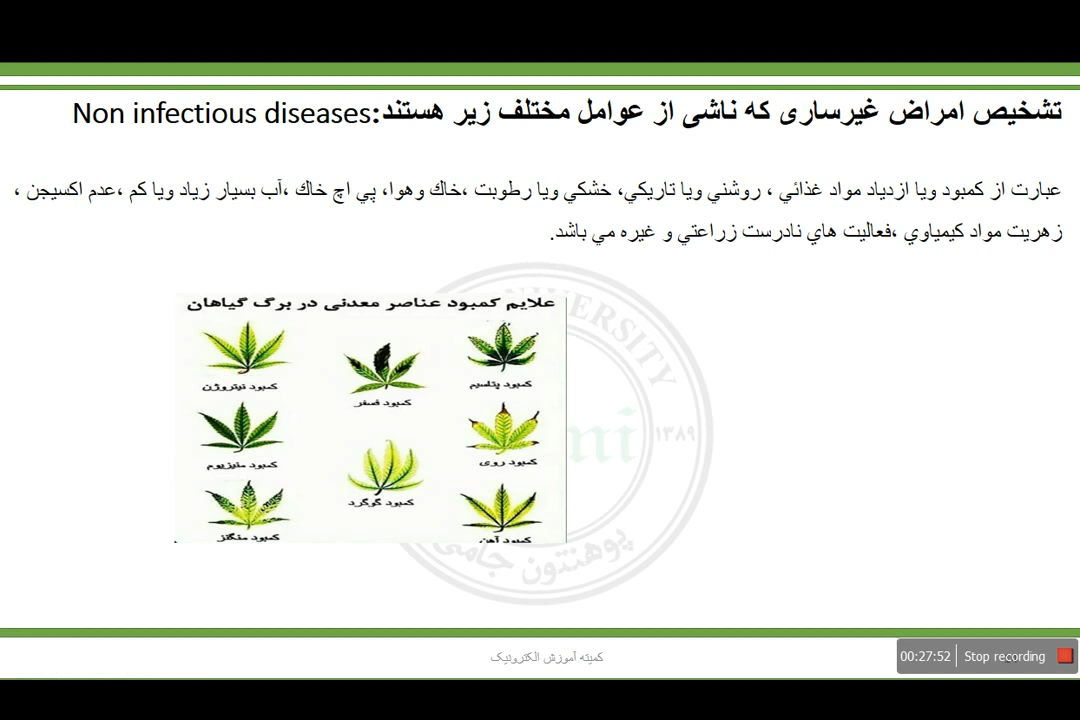 تشخیص امراض غیرساری که ناشی از عوامل مختلف زیر هستند:Non infectious diseases
عبارت از كمبود ويا ازدياد مواد غذائي ، روشني ويا تاريكي، خشكي ويا رطوبت ،خاك وهوا، پي اچ خاك ،آب بسيار زياد ويا كم ،عدم اكسيجن ،
زهريت مواد كيمياوي ،فعاليت هاي نادرست زراعتي و غيره مي باشد.
علایم کمبود عناصر معدنی در برگ گیاهان
کمبود نیتروژن
کمبود فسفر
کمبود پتاسیم
کمبود منیزیوم
کمبود گوگرد
کمبود روی
کمبود منگنز
کمبود آهن
UNIVERSITY
۱۳۸۹
پوهنتون جامی
کمیته آموزش الکترونیک
00:27:52 Stop recording